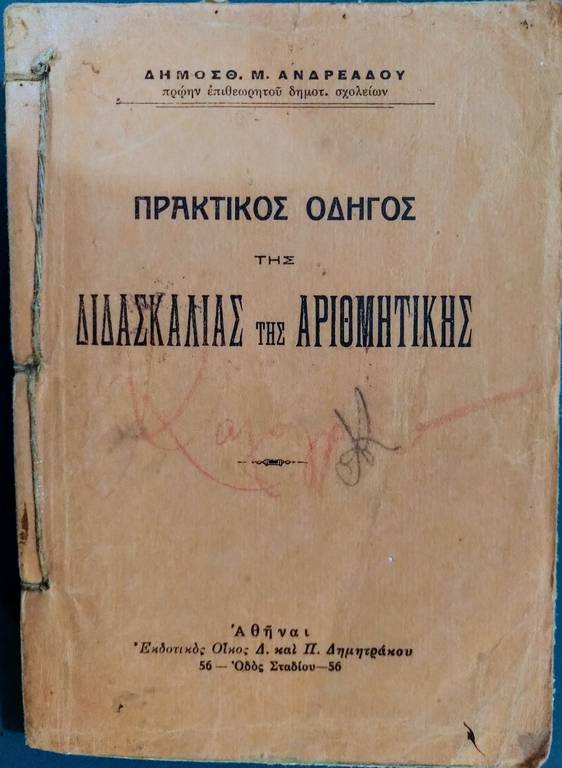 ΔΗΜΟΣΘ. Μ. ΑΝΔΡΕΑΔΟΥ
πρῴην ἐπιθεωρητοῦ δημοτ. σχολείων
ΠΡΑΚΤΙΚΟΣ ΟΔΗΓΟΣ
ΤΗΣ
ΔΙΔΑΣΚΑΛΙΑΣ ΤΗΣ ΑΡΙΘΜΗΤΙΚΗΣ
Ἀθῆναι
Ἐκδοτικὸς Οἶκος Δ. καὶ Π. Δημητράκου
56 — Ὁδὸς Σταδίου—56